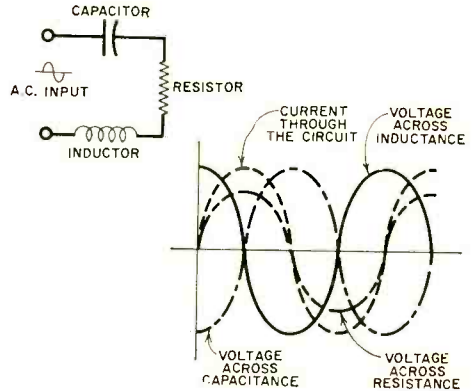 CAPACITOR
A.C. INPUT
RESISTOR
INDUCTOR
CURRENT
THROUGH
THE CIRCUIT
VOLTAGE
ACROSS
INDUCTANCE
VOLTAGE
ACROSS
CAPACITANCE
VOLTAGE
ACROSS
RESISTANCE